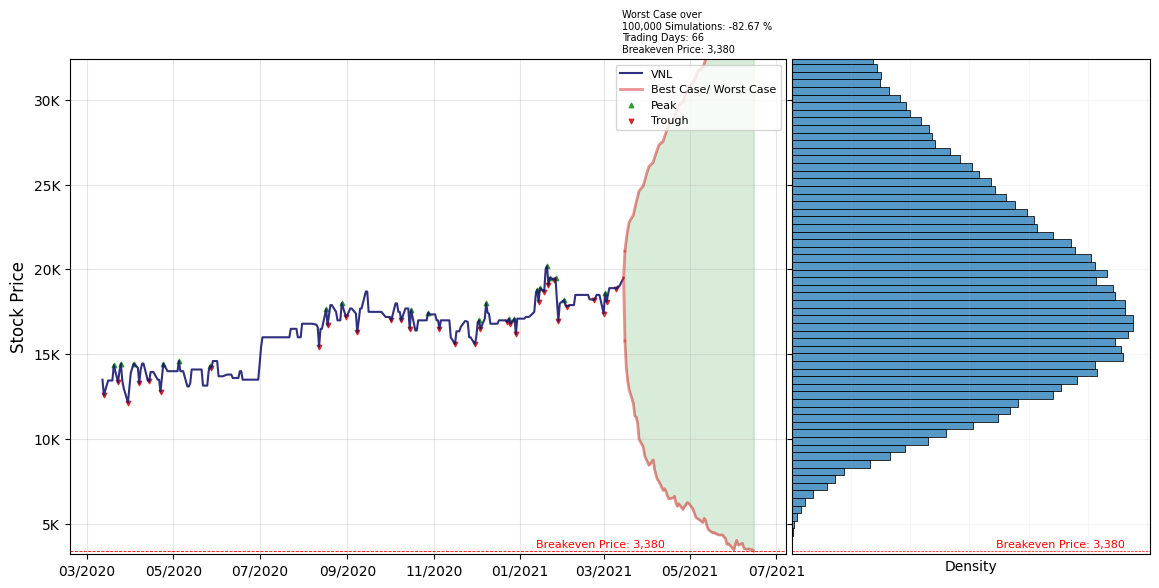 Worst Case over
100,000 Simulations: -82.67 %
Trading Days: 66
Breakeven Price: 3,380
VNL
Best Case/ Worst Case
Peak
Trough
Stock Price
30K
25K
20K
15K
10K
5K
Breakeven Price: 3,380
Breakeven Price: 3,380
03/2020 05/2020 07/2020 09/2020 11/2020 01/2021 03/2021 05/2021 07/2021
Density